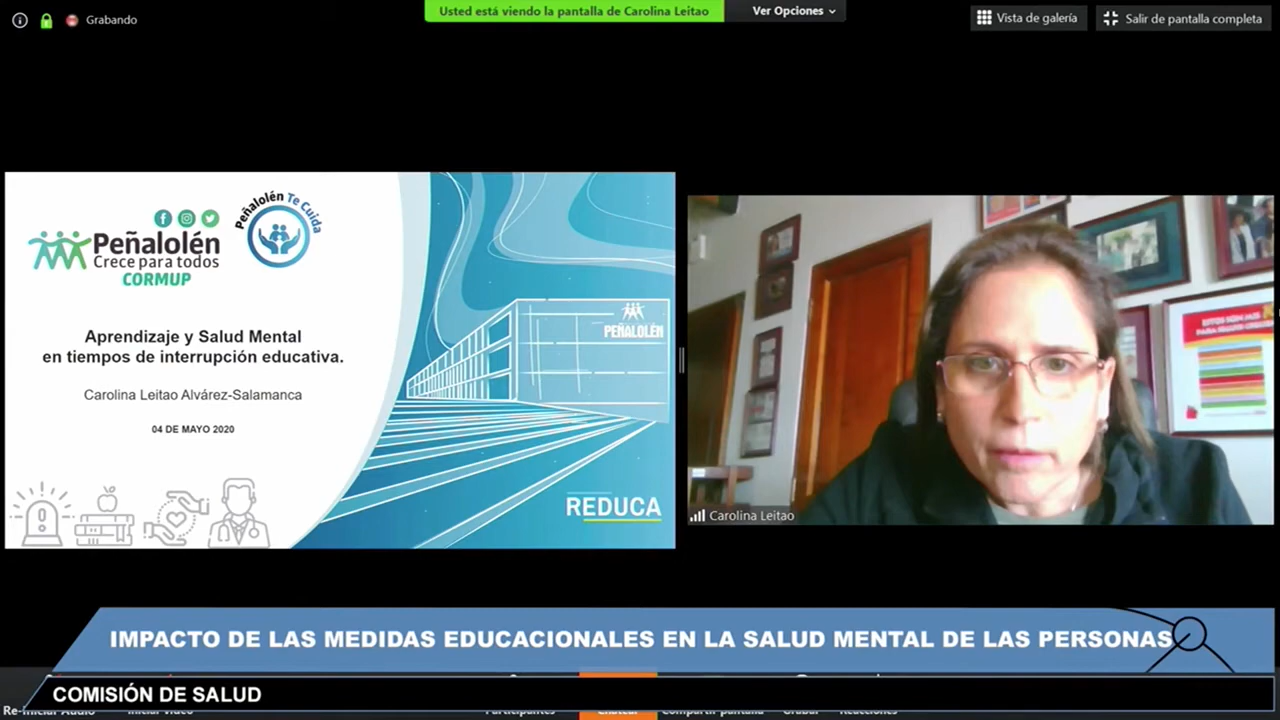 Grabando
Usted está viendo la pantalla de Carolina Leitao
Ver Opciones
Vista de galería
Salir de pantalla completa
Peñalolén Te Cuida
Peñalolén
Crece para todos
CORMUP
Aprendizaje y Salud Mental
en tiempos de interrupción educativa.
Carolina Leitao Alvárez-Salamanca
04 DE MAYO 2020
PEÑALOLÉN
REDUCA
Carolina Leitao
IMPACTO DE LAS MEDIDAS EDUCACIONALES EN LA SALUD MENTAL DE LAS PERSONAS
COMISIÓN DE SALUD